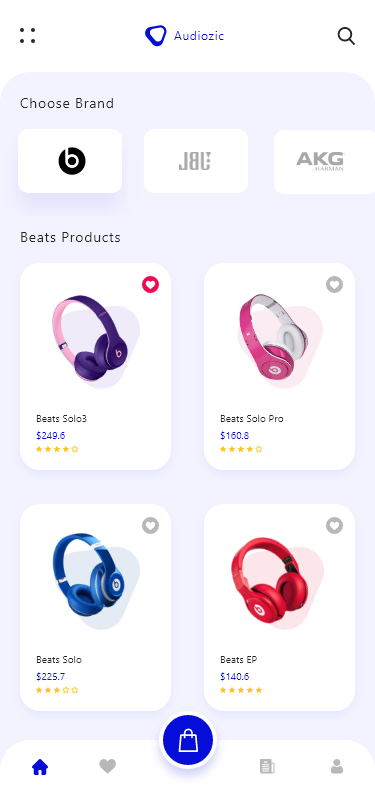 Audiozic
Choose Brand
b
JBL
AKG
by HARMAN
Beats Products
Beats Solo3
$249.6
Beats Solo Pro
$160.8
Beats Solo
$225.7
Beats EP
$140.6